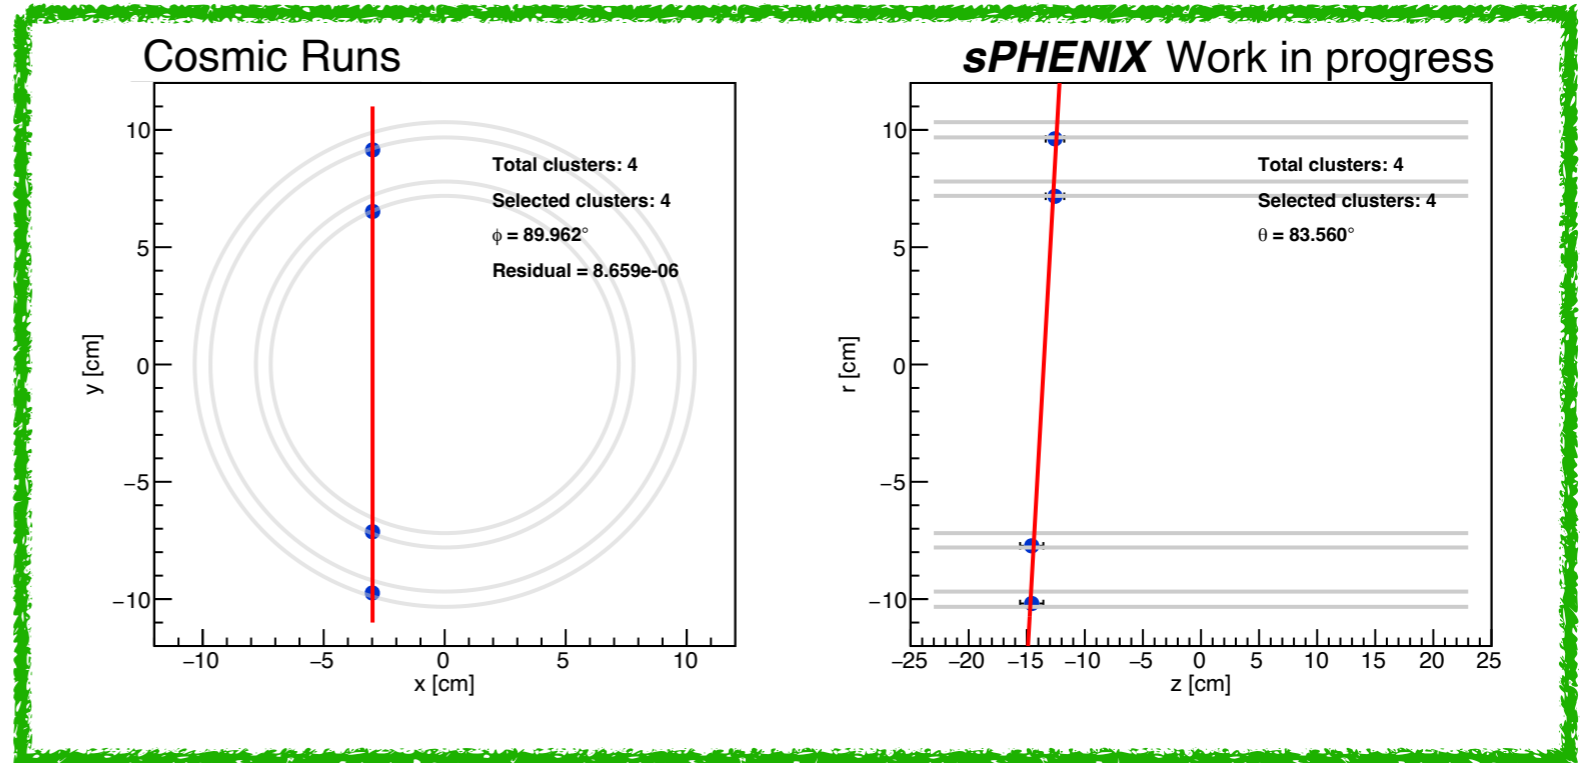 Cosmic Runs
sPHENIX Work in progress
Total clusters: 4
Selected clusters: 4
ϕ = 89.962°
Residual = 8.659e-06
10
5
0
−5
−10
y [cm]
−10 −5 0 5 10
x [cm]
Total clusters: 4
Selected clusters: 4
θ = 83.560°
10
5
0
−5
−10
r [cm]
−25 −20 −15 −10 −5 0 5 10 15 20 25
z [cm]